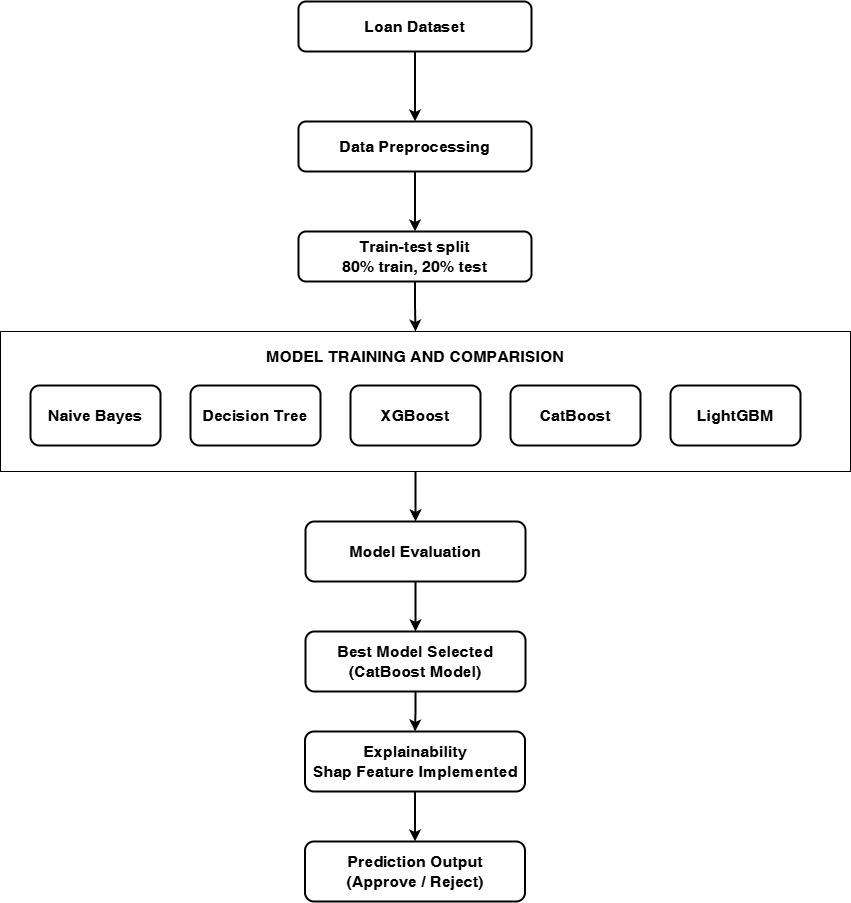 Loan Dataset
Data Preprocessing
Train-test split
80% train, 20% test
MODEL TRAINING AND COMPARISION
Naive Bayes
Decision Tree
XGBoost
CatBoost
LightGBM
Model Evaluation
Best Model Selected
(CatBoost Model)
Explainability
Shap Feature Implemented
Prediction Output
(Approve / Reject)